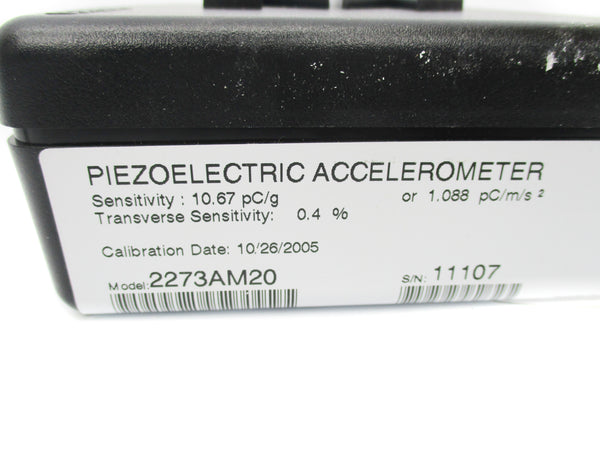 PIEZOELECTRIC ACCELEROMETER
Sensitivity : 10.67 pC/g or 1.088 pC/m/s ²
Transverse Sensitivity: 0.4 %
Calibration Date: 10/26/2005
Model: 2273AM20 S/N: 11107